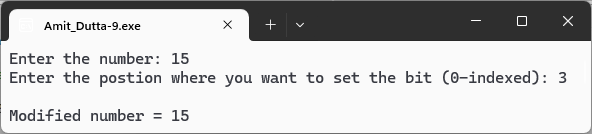 Amit_Dutta-9.exe
Enter the number: 15
Enter the postion where you want to set the bit (0-indexed): 3
Modified number = 15